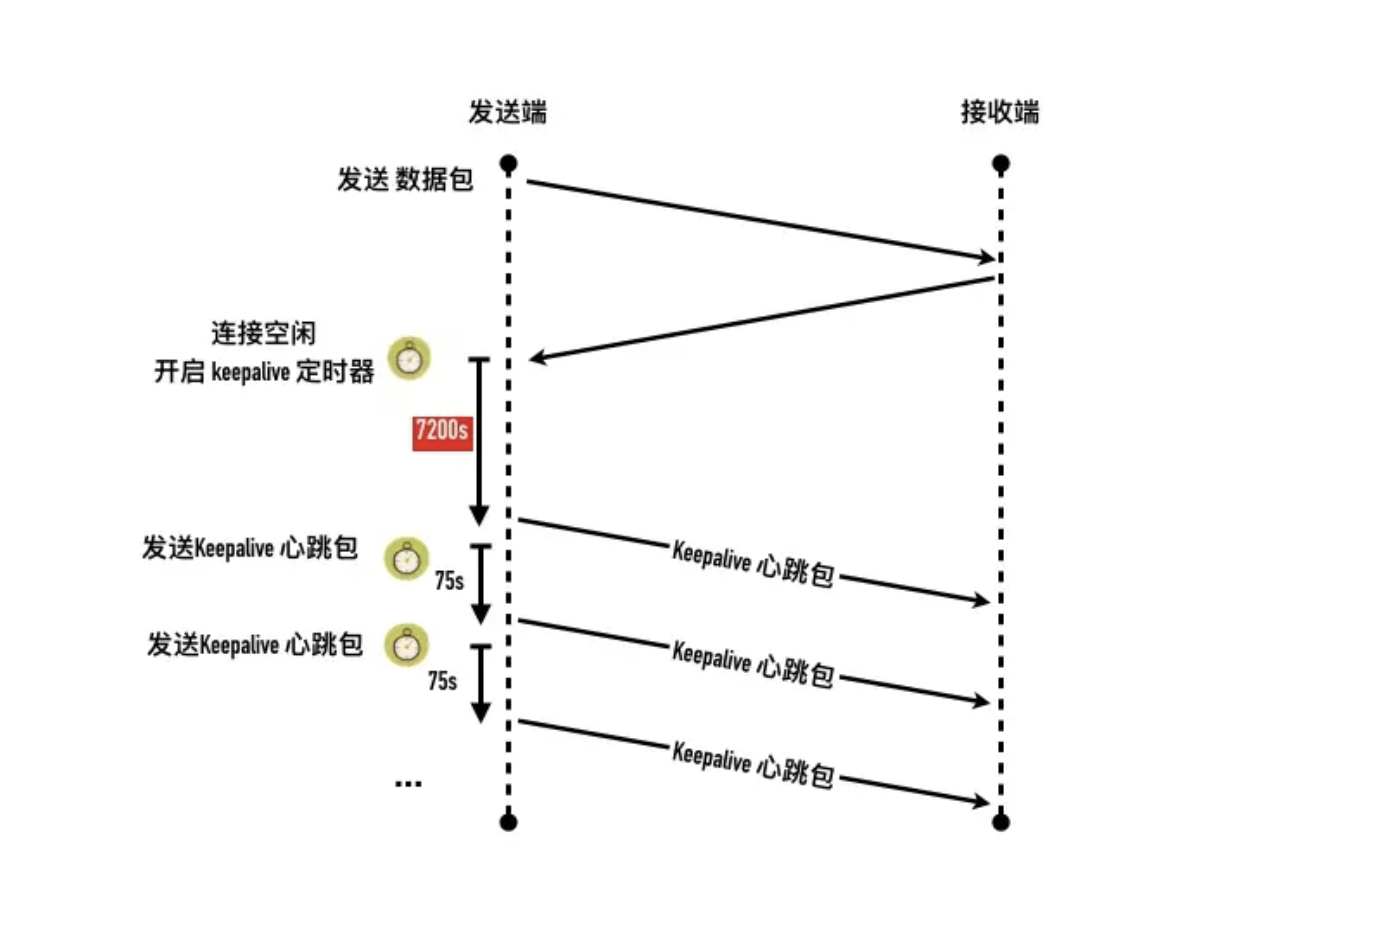 发送端
接收端
发送 数据包
连接空闲
开启 keepalive 定时器
7200s
发送Keepalive 心跳包
Keepalive 心跳包
75s
发送Keepalive 心跳包
Keepalive 心跳包
75s
Keepalive 心跳包
...